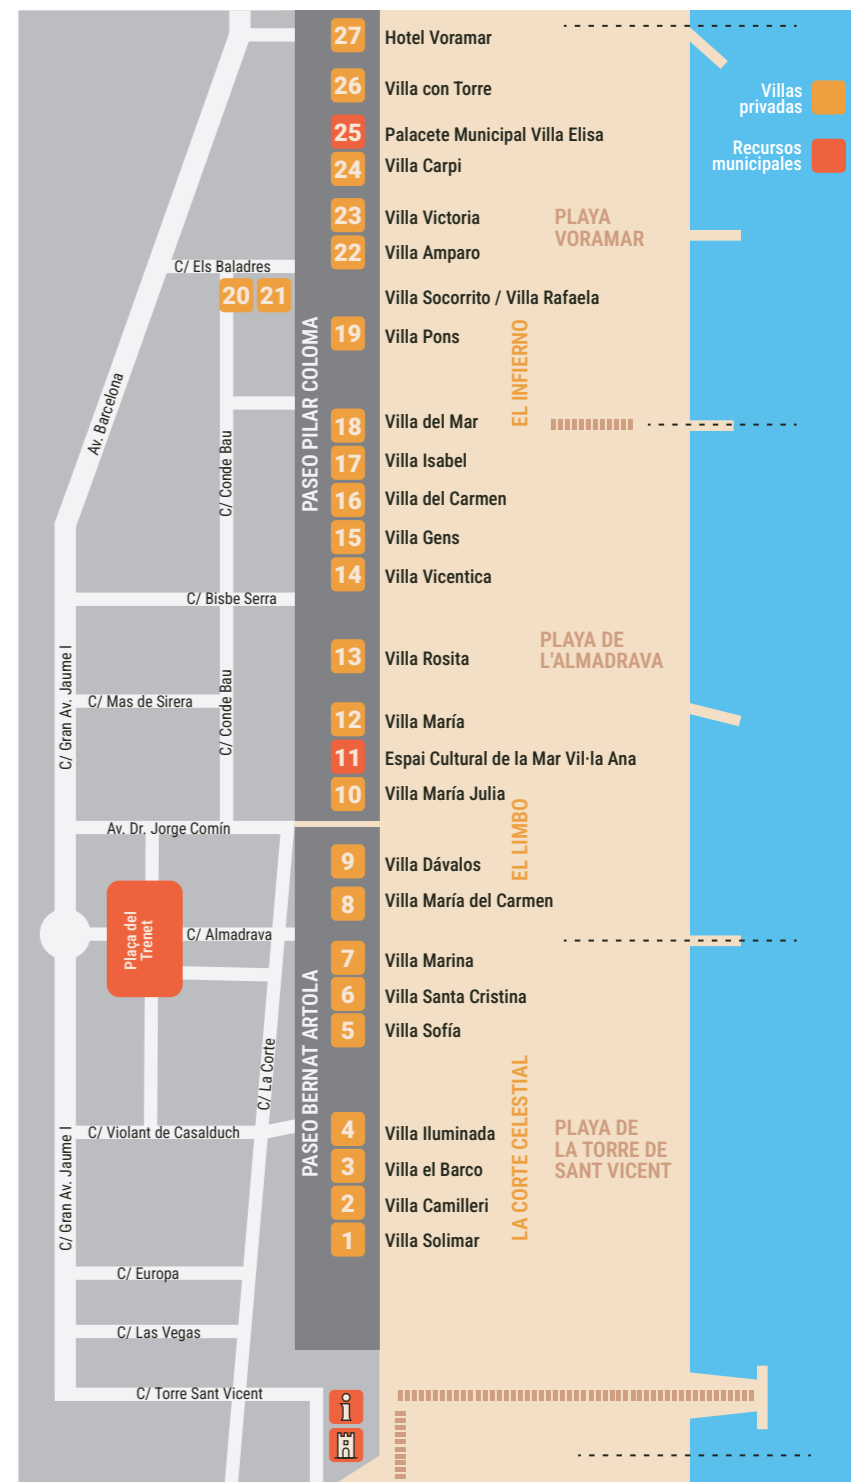 27 Hotel Voramar
26 Villa con Torre
Villas
privadas
25 Palacete Municipal Villa Elisa
Recursos
municipales
24 Villa Carpi
23 Villa Victoria
PLAYA
VORAMAR
22 Villa Amparo
C/ Els Baladres
20 21 Villa Socorrito / Villa Rafaela
19 Villa Pons
EL INFIERNO
PASEO PILAR COLOMA
Av. Barcelona
18 Villa del Mar
17 Villa Isabel
C/ Conde Bau
16 Villa del Carmen
15 Villa Gens
14 Villa Vicentica
C/ Bisbe Serra
13 Villa Rosita
PLAYA DE
L'ALMADRAVA
C/ Gran Av. Jaume I
C/ Mas de Sirera
C/ Conde Bau
12 Villa María
11 Espai Cultural de la Mar Vil·la Ana
10 Villa María Julia
EL LIMBO
Av. Dr. Jorge Comín
9 Villa Dávalos
8 Villa María del Carmen
Plaça del
Trenet
C/ Almadrava
7 Villa Marina
6 Villa Santa Cristina
5 Villa Sofía
PASEO BERNAT ARTOLA
C/ La Corte
LA CORTE CELESTIAL
4 Villa Iluminada
PLAYA DE
LA TORRE DE
SANT VICENT
C/ Violant de Casalduch
3 Villa el Barco
C/ Gran Av. Jaume I
2 Villa Camilleri
1 Villa Solimar
C/ Europa
C/ Las Vegas
C/ Torre Sant Vicent
i